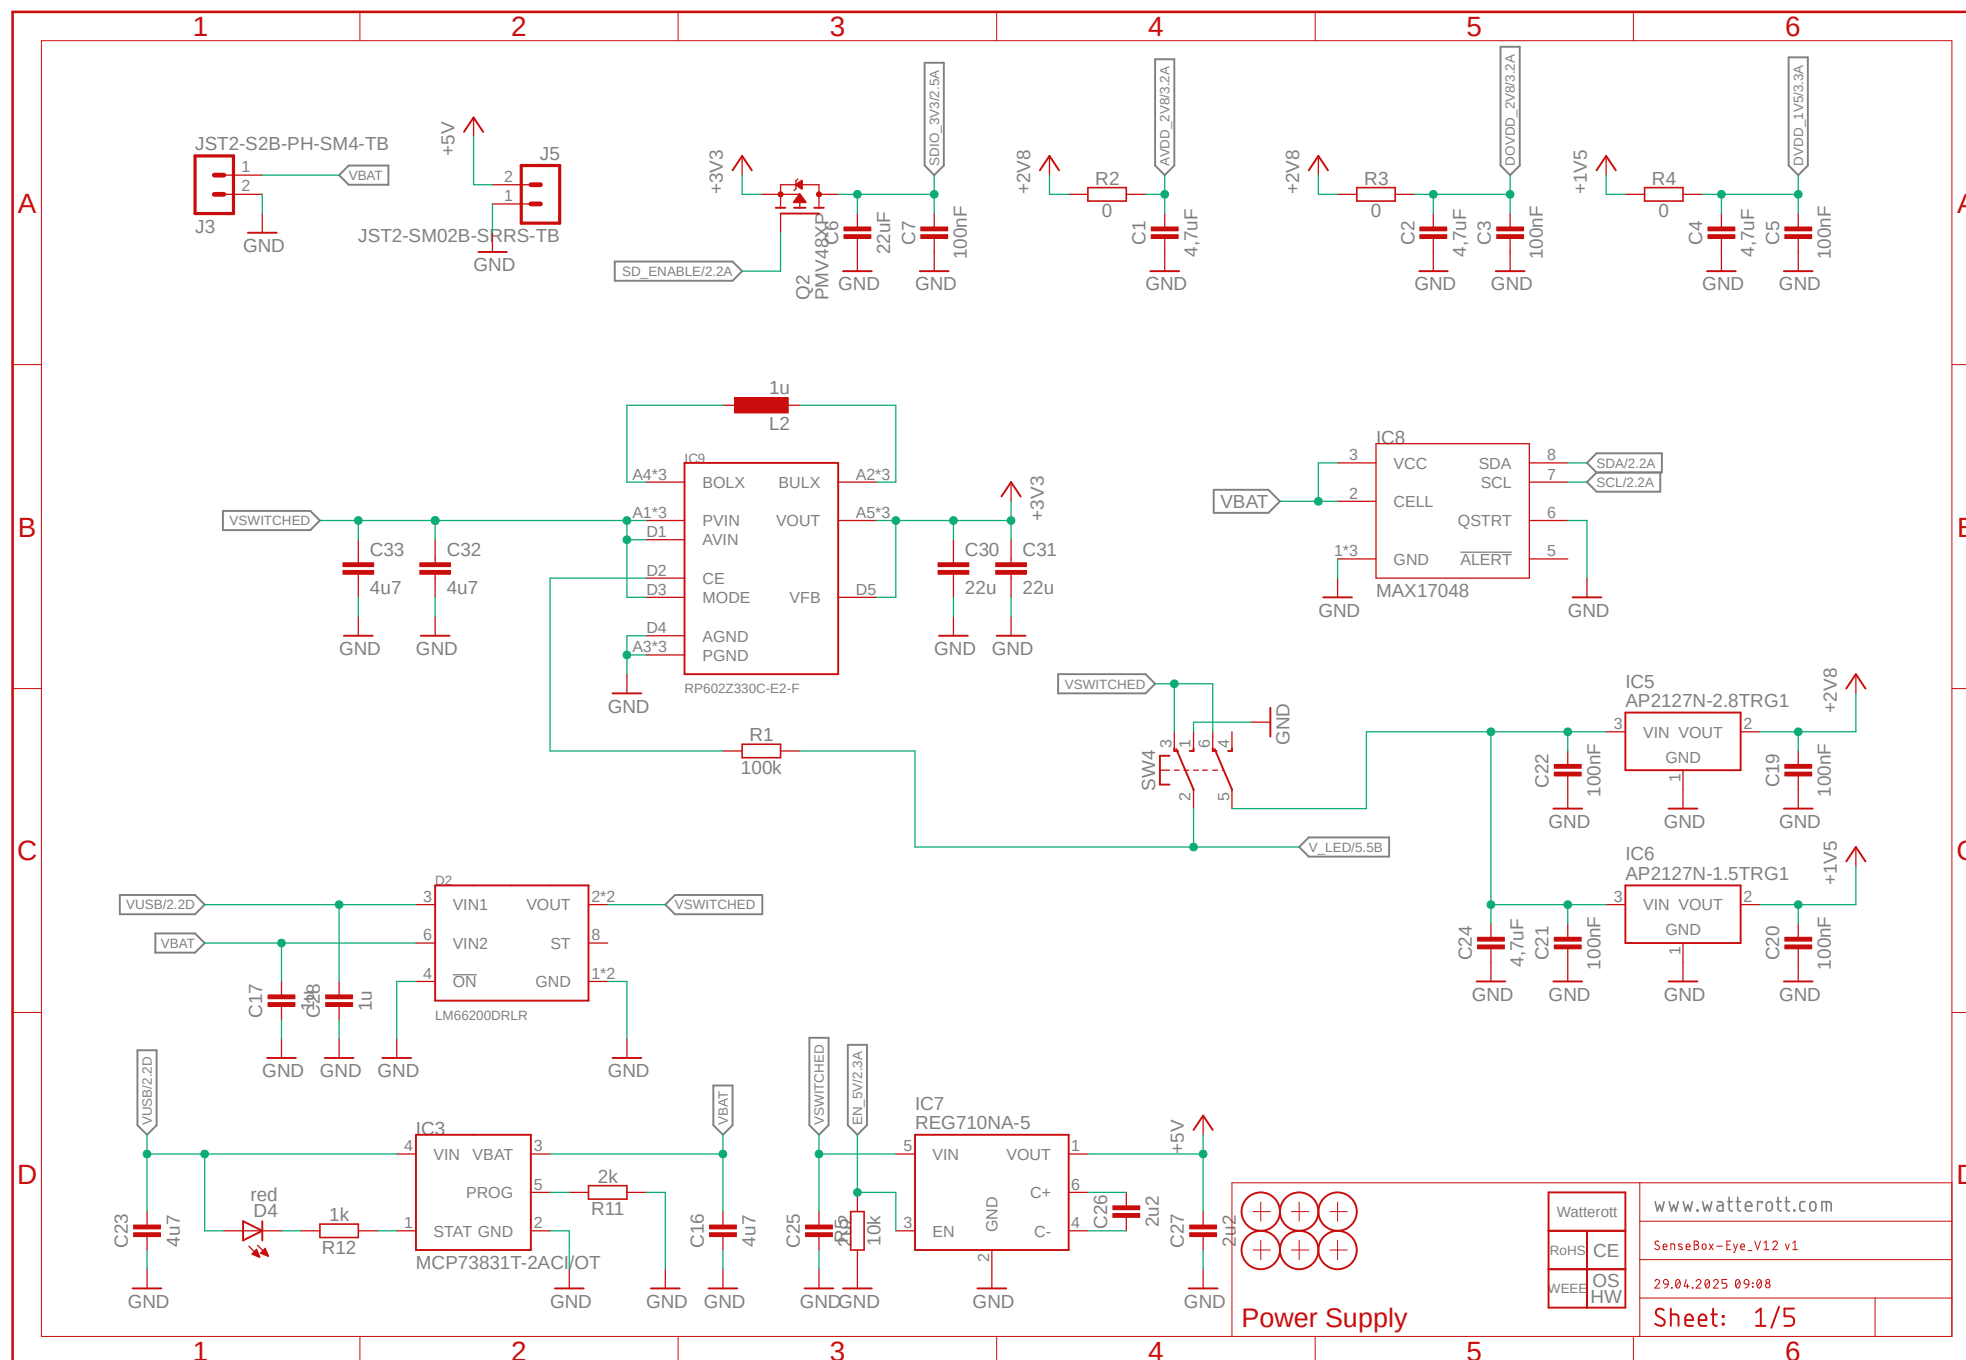 1 2 3 4 5 6
A
JST2-S2B-PH-SM4-TB
1
2
VBAT
J3
GND
+5V
J5
2
1
JST2-SM02B-SRRS-TB
GND
+3V3
SD_ENABLE/2.2A
Q2
PMV48XP
C6
22uF
GND
C7
100nF
GND
SDIO_3V3/2.5A
+2V8
R2
0
AVDD_2V8/3.2A
C1
4,7uF
GND
+2V8
R3
0
DOVDD_2V8/3.2A
C2
4,7uF
GND
C3
100nF
GND
+1V5
R4
0
DVDD_1V5/3.3A
C4
4,7uF
GND
C5
100nF
GND
A
B
VSWITCHED
C33
4u7
GND
C32
4u7
GND
1u
L2
IC9
A4*3 BOLX BULX A2*3
A1*3 PVIN VOUT A5*3
D1 AVIN
D2 CE
D3 MODE VFB D5
D4 AGND
A3*3 PGND
RP602Z330C-E2-F
GND
+3V3
C30
22u
GND
C31
22u
GND
VBAT
IC8
3 VCC SDA 8
SCL 7
2 CELL
QSTRT 6
1*3 GND ALERT 5
MAX17048
SDA/2.2A
SCL/2.2A
GND
GND
R1
100k
VSWITCHED
GND
3 1 6 4
SW4
2 5
V_LED/5.5B
IC5
AP2127N-2.8TRG1
3 VIN VOUT 2
GND
1
GND
C22
100nF
GND
C19
100nF
GND
+2V8
IC6
AP2127N-1.5TRG1
3 VIN VOUT 2
GND
1
GND
C24
4,7uF
GND
C21
100nF
GND
C20
100nF
GND
+1V5
C
VUSB/2.2D
VBAT
D2
3 VIN1 VOUT 2*2
6 VIN2 ST 8
4 ON GND 1*2
LM66200DRLR
VSWITCHED
C17
1u
C28
1u
GND
GND
GND
GND
D
VUSB/2.2D
C23
4u7
GND
red
D4
1k
R12
IC3
4 VIN VBAT 3
PROG 5
1 STAT GND 2
MCP73831T-2ACI/OT
2k
R11
GND
GND
VBAT
C16
4u7
GND
VSWITCHED
EN_5V/2.3A
C25
R5
10k
GND
GND
IC7
REG710NA-5
5 VIN VOUT 1
C+ 6
3 EN GND C- 4
2
GND
C26
2u2
+5V
C27
2u2
GND
Power Supply
Watterott
RoHS CE
WEEE OS
HW
www.watterott.com
SenseBox-Eye_V12 v1
29.04.2025 09:08
Sheet: 1/5
1 2 3 4 5 6